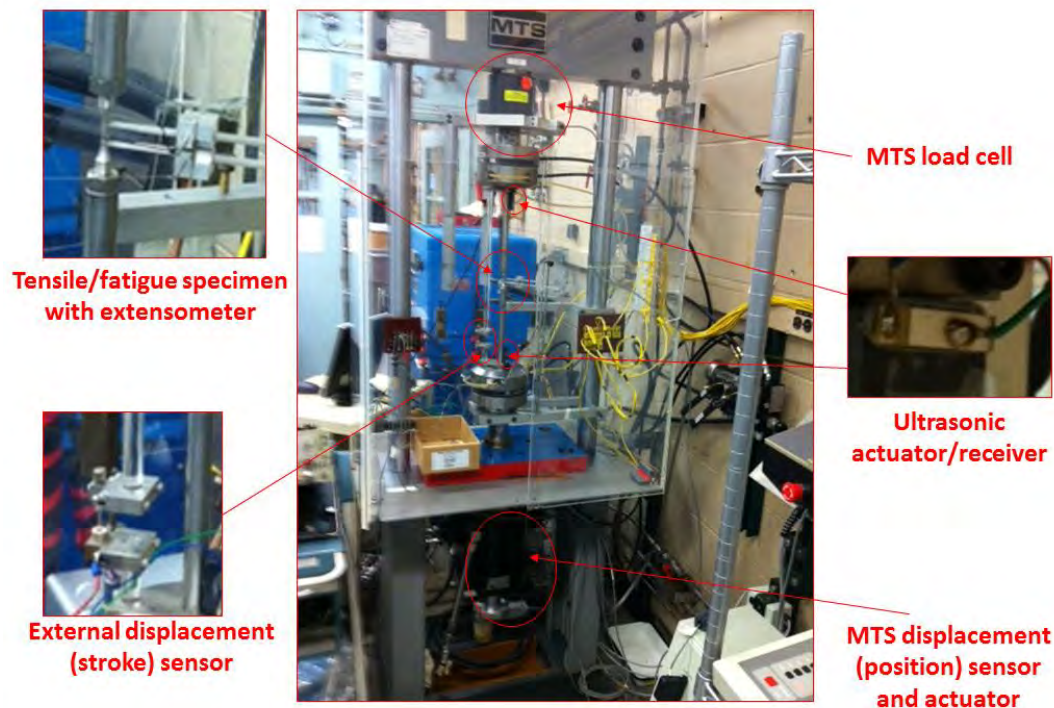 MTS
MTS load cell
Tensile/fatigue specimen
with extensometer
Ultrasonic
actuator/receiver
External displacement
(stroke) sensor
MTS displacement
(position) sensor
and actuator